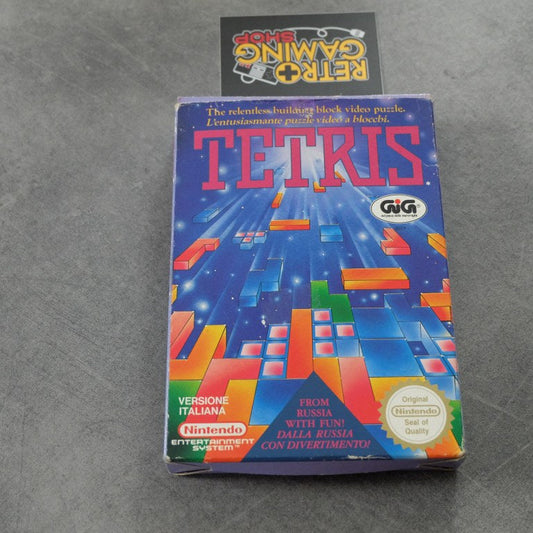 RETRO
GAMING
SHOP
The relentless building block video puzzle.
L'entusiasmante puzzle video a blocchi.
TETRIS
GiG
VERSIONE
ITALIANA
Nintendo
ENTERTAINMENT
SYSTEM™
FROM
RUSSIA
WITH FUN!
DALLA RUSSIA
CON DIVERTIMENTO!
Original
Nintendo
Seal of
Quality